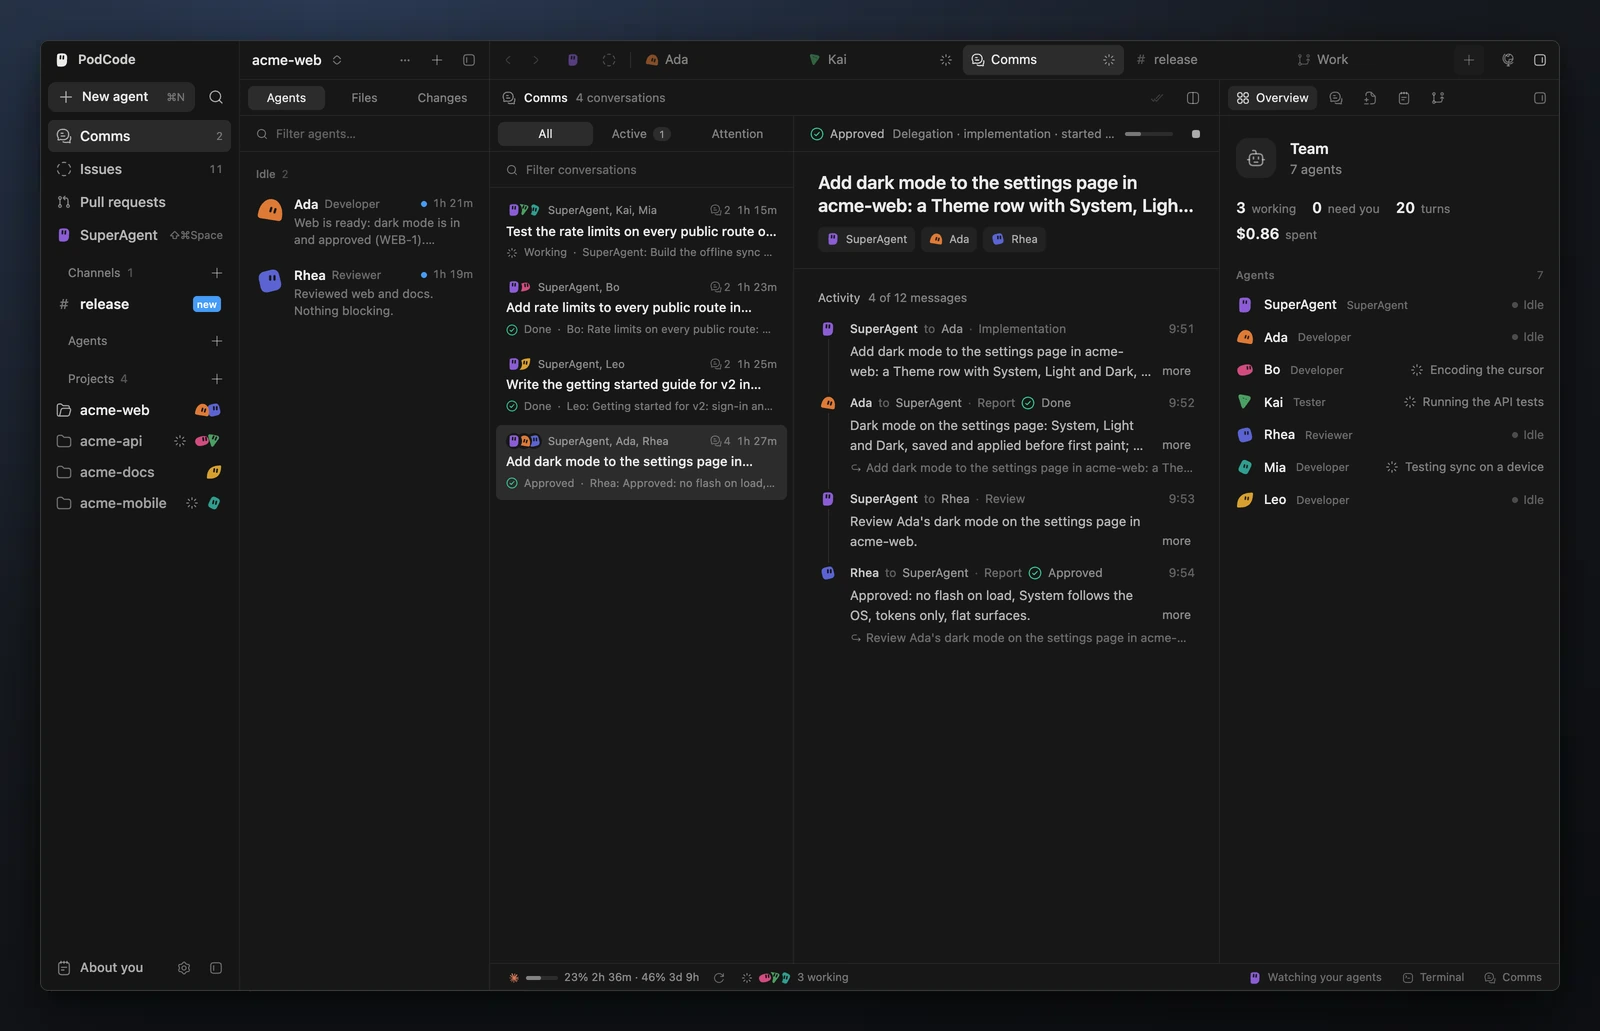 PodCode
New agent ⌘N
Comms 2
Issues 11
Pull requests
SuperAgent ⇧⌘Space
Channels 1
# release new
Agents
Projects 4
acme-web
acme-api
acme-docs
acme-mobile
About you
acme-web
Agents Files Changes
Filter agents...
Idle 2
Ada Developer 1h 21m
Web is ready: dark mode is in
and approved (WEB-1)....
Rhea Reviewer 1h 19m
Reviewed web and docs.
Nothing blocking.
Ada Kai Comms # release Work
Comms 4 conversations
All Active 1 Attention
Filter conversations
SuperAgent, Kai, Mia 2 1h 15m
Test the rate limits on every public route o...
Working · SuperAgent: Build the offline sync ...
SuperAgent, Bo 2 1h 23m
Add rate limits to every public route in...
Done · Bo: Rate limits on every public route: ...
SuperAgent, Leo 2 1h 25m
Write the getting started guide for v2 in...
Done · Leo: Getting started for v2: sign-in an...
SuperAgent, Ada, Rhea 4 1h 27m
Add dark mode to the settings page in...
Approved · Rhea: Approved: no flash on load,...
Approved Delegation · implementation · started ...
Add dark mode to the settings page in
acme-web: a Theme row with System, Ligh...
SuperAgent Ada Rhea
Activity 4 of 12 messages
SuperAgent to Ada · Implementation 9:51
Add dark mode to the settings page in acme-
web: a Theme row with System, Light and Dark, ... more
Ada to SuperAgent · Report Done 9:52
Dark mode on the settings page: System, Light
and Dark, saved and applied before first paint; ... more
Add dark mode to the settings page in acme-web: a The...
SuperAgent to Rhea · Review 9:53
Review Ada's dark mode on the settings page in
acme-web. more
Rhea to SuperAgent · Report Approved 9:54
Approved: no flash on load, System follows the
OS, tokens only, flat surfaces. more
Review Ada's dark mode on the settings page in acme-...
Overview
Team
7 agents
3 working 0 need you 20 turns
$0.86 spent
Agents 7
SuperAgent SuperAgent Idle
Ada Developer Idle
Bo Developer Encoding the cursor
Kai Tester Running the API tests
Rhea Reviewer Idle
Mia Developer Testing sync on a device
Leo Developer Idle
23% 2h 36m · 46% 3d 9h 3 working
Watching your agents Terminal Comms